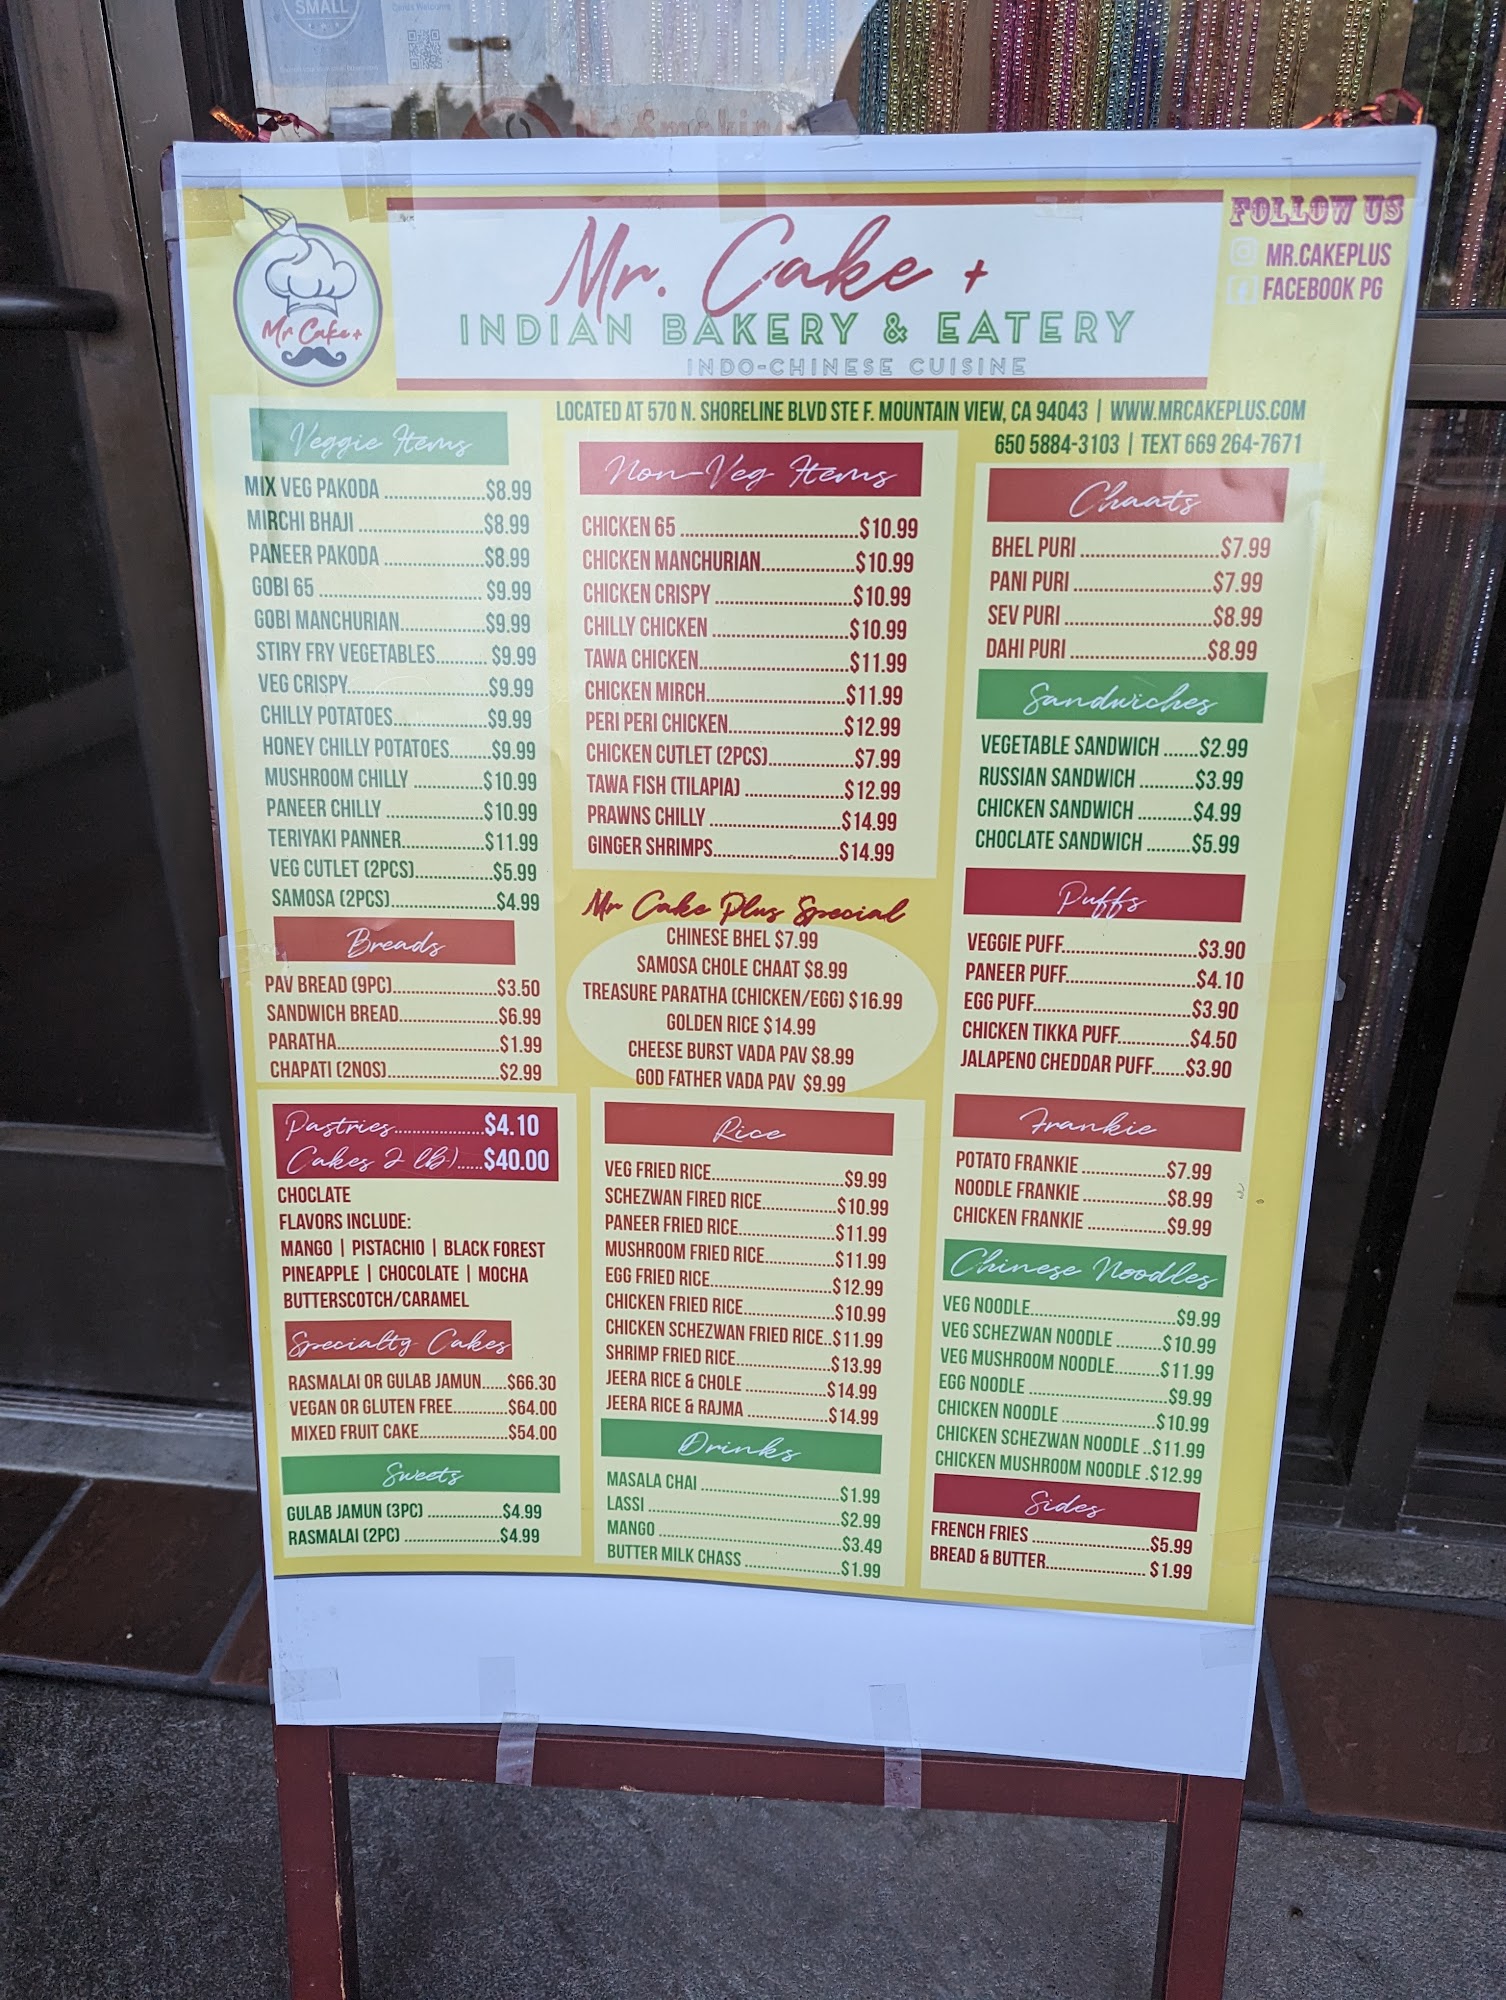 SMALL
Cards Welcome
No Smoking
Mr. Cake +
INDIAN BAKERY & EATERY
INDO-CHINESE CUISINE
Mr Cake+
FOLLOW US
MR.CAKEPLUS
FACEBOOK PG
LOCATED AT 570 N. SHORELINE BLVD STE F. MOUNTAIN VIEW, CA 94043 | WWW.MRCAKEPLUS.COM
650 5884-3103 | TEXT 669 264-7671
Veggie Items
MIX VEG PAKODA ......................$8.99
MIRCHI BHAJI ...........................$8.99
PANEER PAKODA .......................$8.99
GOBI 65 .................................... $9.99
GOBI MANCHURIAN...................$9.99
STIRY FRY VEGETABLES........... $9.99
VEG CRISPY...............................$9.99
CHILLY POTATOES.....................$9.99
HONEY CHILLY POTATOES.........$9.99
MUSHROOM CHILLY ...............$10.99
PANEER CHILLY .....................$10.99
TERIYAKI PANNER..................$11.99
VEG CUTLET (2PCS).................$5.99
SAMOSA (2PCS).......................$4.99
Breads
PAV BREAD (9PC)......................$3.50
SANDWICH BREAD.....................$6.99
PARATHA..................................$1.99
CHAPATI (2NOS)........................$2.99
Pastries.................$4.10
Cakes 2 lb.)......$40.00
CHOCLATE
FLAVORS INCLUDE:
MANGO | PISTACHIO | BLACK FOREST
PINEAPPLE | CHOCOLATE | MOCHA
BUTTERSCOTCH/CARAMEL
Specialty Cakes
RASMALAI OR GULAB JAMUN......$66.30
VEGAN OR GLUTEN FREE.............$64.00
MIXED FRUIT CAKE.....................$54.00
Sweets
GULAB JAMUN (3PC) .................$4.99
RASMALAI (2PC) ......................$4.99
Non-Veg Items
CHICKEN 65 ......................................$10.99
CHICKEN MANCHURIAN....................$10.99
CHICKEN CRISPY .............................$10.99
CHILLY CHICKEN .............................$10.99
TAWA CHICKEN................................$11.99
CHICKEN MIRCH..............................$11.99
PERI PERI CHICKEN.........................$12.99
CHICKEN CUTLET (2PCS)...................$7.99
TAWA FISH (TILAPIA) .....................$12.99
PRAWNS CHILLY ............................$14.99
GINGER SHRIMPS...........................$14.99
Mr Cake Plus Special
CHINESE BHEL $7.99
SAMOSA CHOLE CHAAT $8.99
TREASURE PARATHA (CHICKEN/EGG) $16.99
GOLDEN RICE $14.99
CHEESE BURST VADA PAV $8.99
GOD FATHER VADA PAV $9.99
Rice
VEG FRIED RICE.............................$9.99
SCHEZWAN FIRED RICE................$10.99
PANEER FRIED RICE.....................$11.99
MUSHROOM FRIED RICE...............$11.99
EGG FRIED RICE...........................$12.99
CHICKEN FRIED RICE....................$10.99
CHICKEN SCHEZWAN FRIED RICE..$11.99
SHRIMP FRIED RICE.....................$13.99
JEERA RICE & CHOLE ..................$14.99
JEERA RICE & RAJMA ..................$14.99
Drinks
MASALA CHAI ..............................$1.99
LASSI .........................................$2.99
MANGO .......................................$3.49
BUTTER MILK CHASS .....................$1.99
Chaats
BHEL PURI ..............................$7.99
PANI PURI ..............................$7.99
SEV PURI ................................$8.99
DAHI PURI .............................$8.99
Sandwiches
VEGETABLE SANDWICH .......$2.99
RUSSIAN SANDWICH ............$3.99
CHICKEN SANDWICH .............$4.99
CHOCLATE SANDWICH ..........$5.99
Puffs
VEGGIE PUFF.............................$3.90
PANEER PUFF............................$4.10
EGG PUFF..................................$3.90
CHICKEN TIKKA PUFF...............$4.50
JALAPENO CHEDDAR PUFF.......$3.90
Frankie
POTATO FRANKIE ....................$7.99
NOODLE FRANKIE ....................$8.99
CHICKEN FRANKIE ..................$9.99
Chinese Noodles
VEG NOODLE................................$9.99
VEG SCHEZWAN NOODLE ..........$10.99
VEG MUSHROOM NOODLE..........$11.99
EGG NOODLE ...............................$9.99
CHICKEN NOODLE .....................$10.99
CHICKEN SCHEZWAN NOODLE ..$11.99
CHICKEN MUSHROOM NOODLE .$12.99
Sides
FRENCH FRIES ..........................$5.99
BREAD & BUTTER...................... $1.99